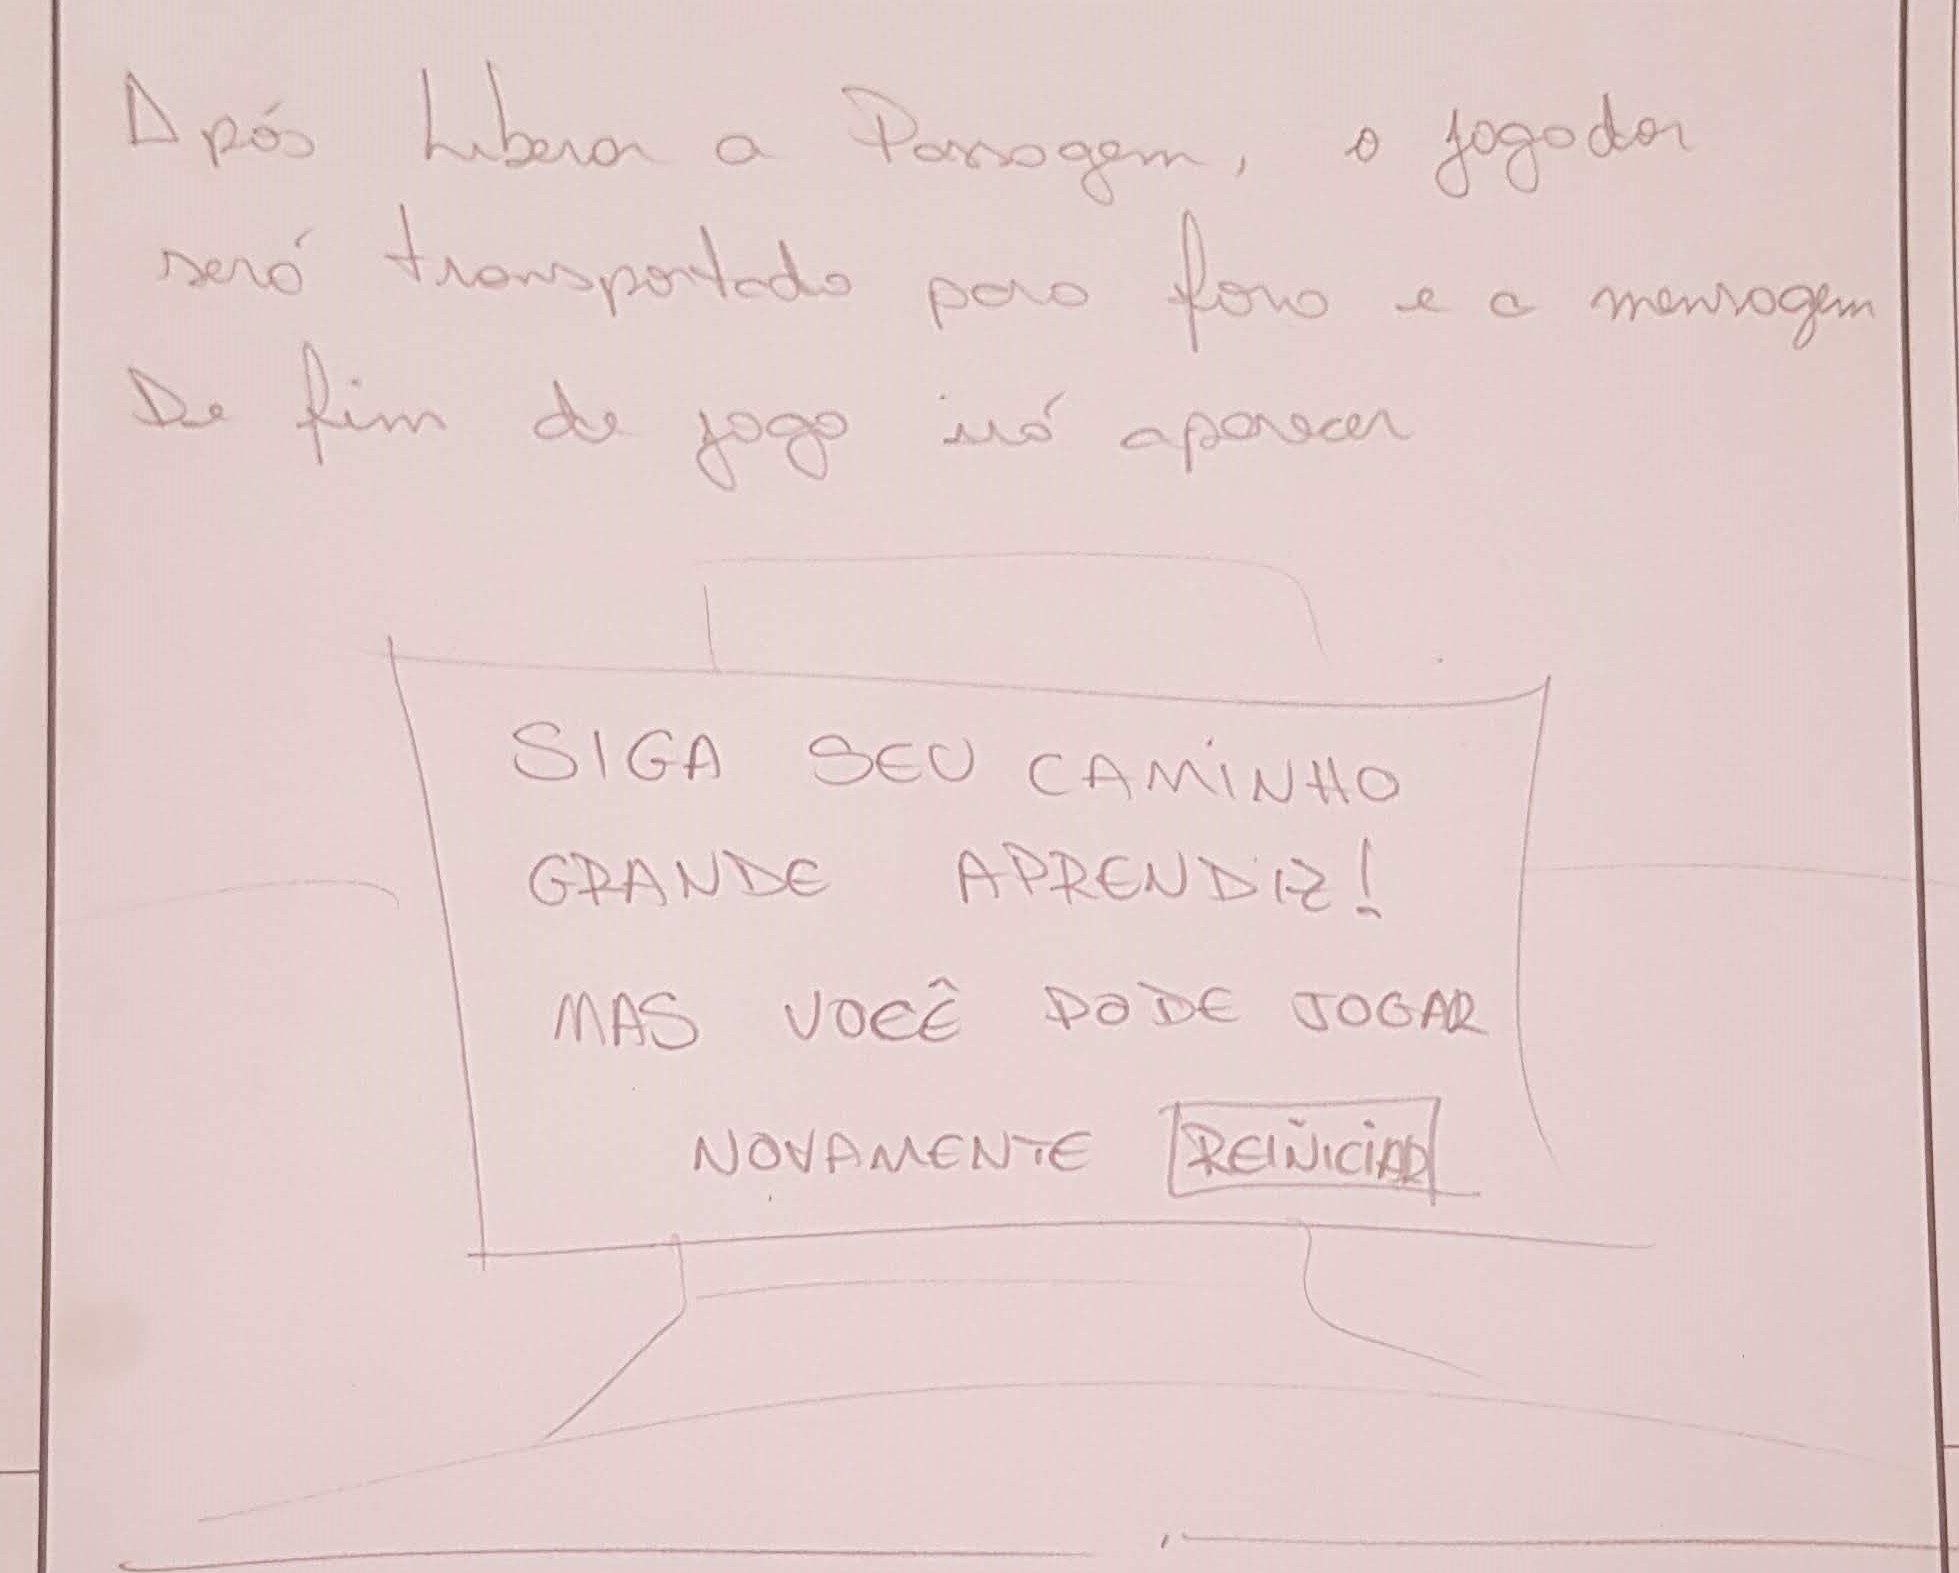 Após Liberar a Passagem, o jogador
será transportado para fora e a mensagem
De fim de jogo irá aparecer
SIGA SEU CAMINHO
GRANDE APRENDIZ!
MAS VOCÊ PODE JOGAR
NOVAMENTE REINICIAR